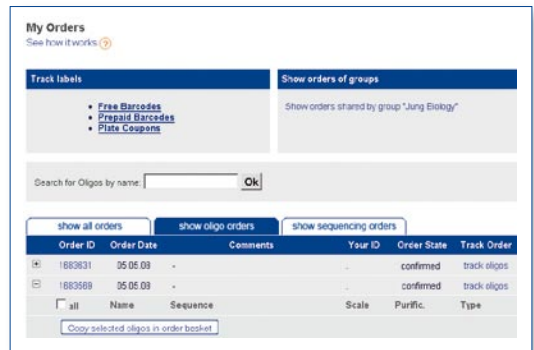 My Orders
See how it works ?
Track labels
Free Barcodes
Prepaid Barcodes
Plate Coupons
Show orders of groups
Show orders shared by group "Jung Biology"
Search for Oligos by name: Ok
show all orders show oligo orders show sequencing orders
Order ID Order Date Comments Your ID Order State Track Order
1683631 05.05.08 - . confirmed track oligos
1683569 05.05.08 - . confirmed track oligos
all Name Sequence Scale Purific. Type
Copy selected oligos in order basket